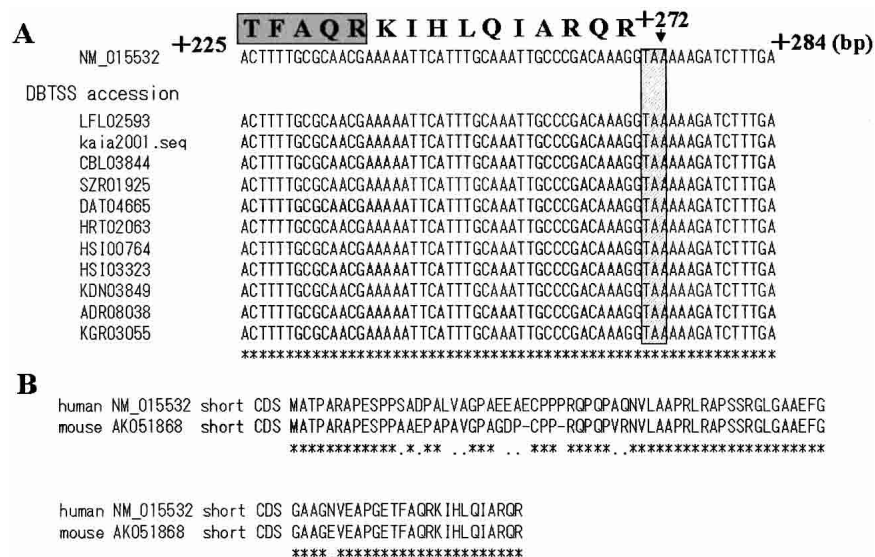 A
T F A Q R K I H L Q I A R Q R
+272
+225
+284 (bp)
NM_015532 ACTTTTGCGCAACGAAAAATTCATTTGCAAATTGCCCGACAAAGGTAAAAAGATCTTTGA
DBTSS accession
LFL02593 ACTTTTGCGCAACGAAAAATTCATTTGCAAATTGCCCGACAAAGGTAAAAAGATCTTTGA
kaia2001.seq ACTTTTGCGCAACGAAAAATTCATTTGCAAATTGCCCGACAAAGGTAAAAAGATCTTTGA
CBL03844 ACTTTTGCGCAACGAAAAATTCATTTGCAAATTGCCCGACAAAGGTAAAAAGATCTTTGA
SZR01925 ACTTTTGCGCAACGAAAAATTCATTTGCAAATTGCCCGACAAAGGTAAAAAGATCTTTGA
DAT04665 ACTTTTGCGCAACGAAAAATTCATTTGCAAATTGCCCGACAAAGGTAAAAAGATCTTTGA
HRT02063 ACTTTTGCGCAACGAAAAATTCATTTGCAAATTGCCCGACAAAGGTAAAAAGATCTTTGA
HSI00764 ACTTTTGCGCAACGAAAAATTCATTTGCAAATTGCCCGACAAAGGTAAAAAGATCTTTGA
HSI03323 ACTTTTGCGCAACGAAAAATTCATTTGCAAATTGCCCGACAAAGGTAAAAAGATCTTTGA
KDN03849 ACTTTTGCGCAACGAAAAATTCATTTGCAAATTGCCCGACAAAGGTAAAAAGATCTTTGA
ADR08038 ACTTTTGCGCAACGAAAAATTCATTTGCAAATTGCCCGACAAAGGTAAAAAGATCTTTGA
KGR03055 ACTTTTGCGCAACGAAAAATTCATTTGCAAATTGCCCGACAAAGGTAAAAAGATCTTTGA
************************************************************
B
human NM_015532 short CDS MATPARAPESPPSADPALVAGPAEEAECPPPRQPQPAQNVLAAPRLRAPSSRGLGAAEFG
mouse AK051868 short CDS MATPARAPESPPAAEPAPAVGPAGDP-CPP-RQPQPVRNVLAAPRLRAPSSRGLGAAEFG
************.*.** ..*** .. *** *****..**********************
human NM_015532 short CDS GAAGNVEAPGETFAQRKIHLQIARQR
mouse AK051868 short CDS GAAGEVEAPGETFAQRKIHLQIARQR
****.*********************